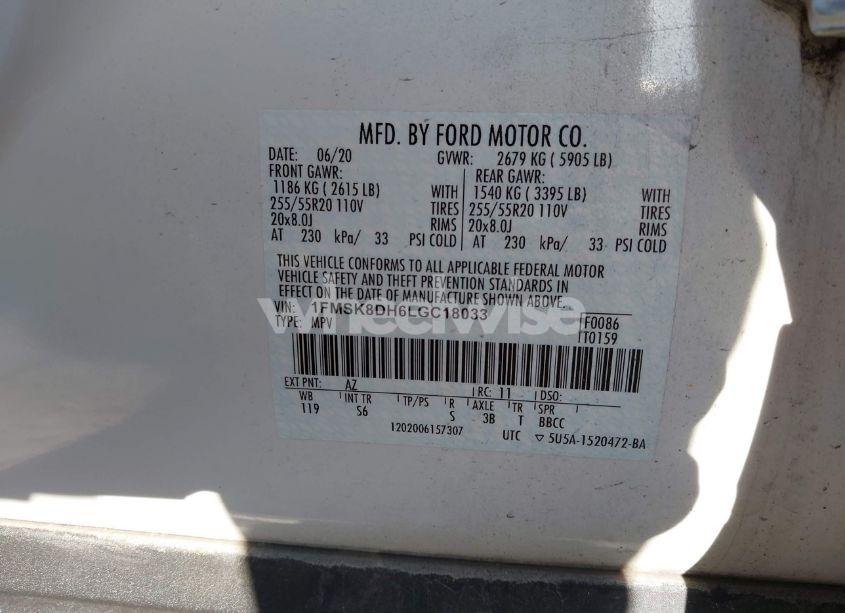 MFD. BY FORD MOTOR CO.
DATE: 06/20 GVWR: 2679 KG ( 5905 LB)
FRONT GAWR: REAR GAWR:
1186 KG ( 2615 LB) WITH 1540 KG ( 3395 LB) WITH
255/55R20 110V TIRES 255/55R20 110V TIRES
20x8.0J RIMS 20x8.0J RIMS
AT 230 kPa/ 33 PSI COLD AT 230 kPa/ 33 PSI COLD
THIS VEHICLE CONFORMS TO ALL APPLICABLE FEDERAL MOTOR
VEHICLE SAFETY AND THEFT PREVENTION STANDARDS IN
EFFECT ON THE DATE OF MANUFACTURE SHOWN ABOVE.
VIN: 1FMSK8DH6LGC18033
wheelwise
TYPE: MPV F0086
T0159
EXT PNT: AZ RC: 11 DSO:
WB INT TR TP/PS R AXLE TR SPR
119 S6 S 3B T BBCC
1202006157307 UTC ▽ 5U5A-1520472-BA